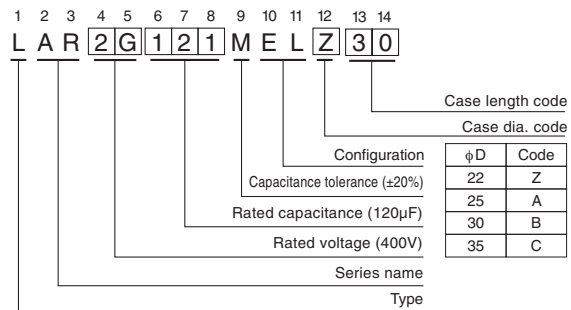 1 2 3 4 5 6 7 8 9 10 11 12 13 14
L A R 2 G 1 2 1 M E L Z 3 0
Case length code
Case dia. code
Configuration
Capacitance tolerance (±20%)
Rated capacitance (120µF)
Rated voltage (400V)
Series name
Type
ϕD Code
22 Z
25 A
30 B
35 C